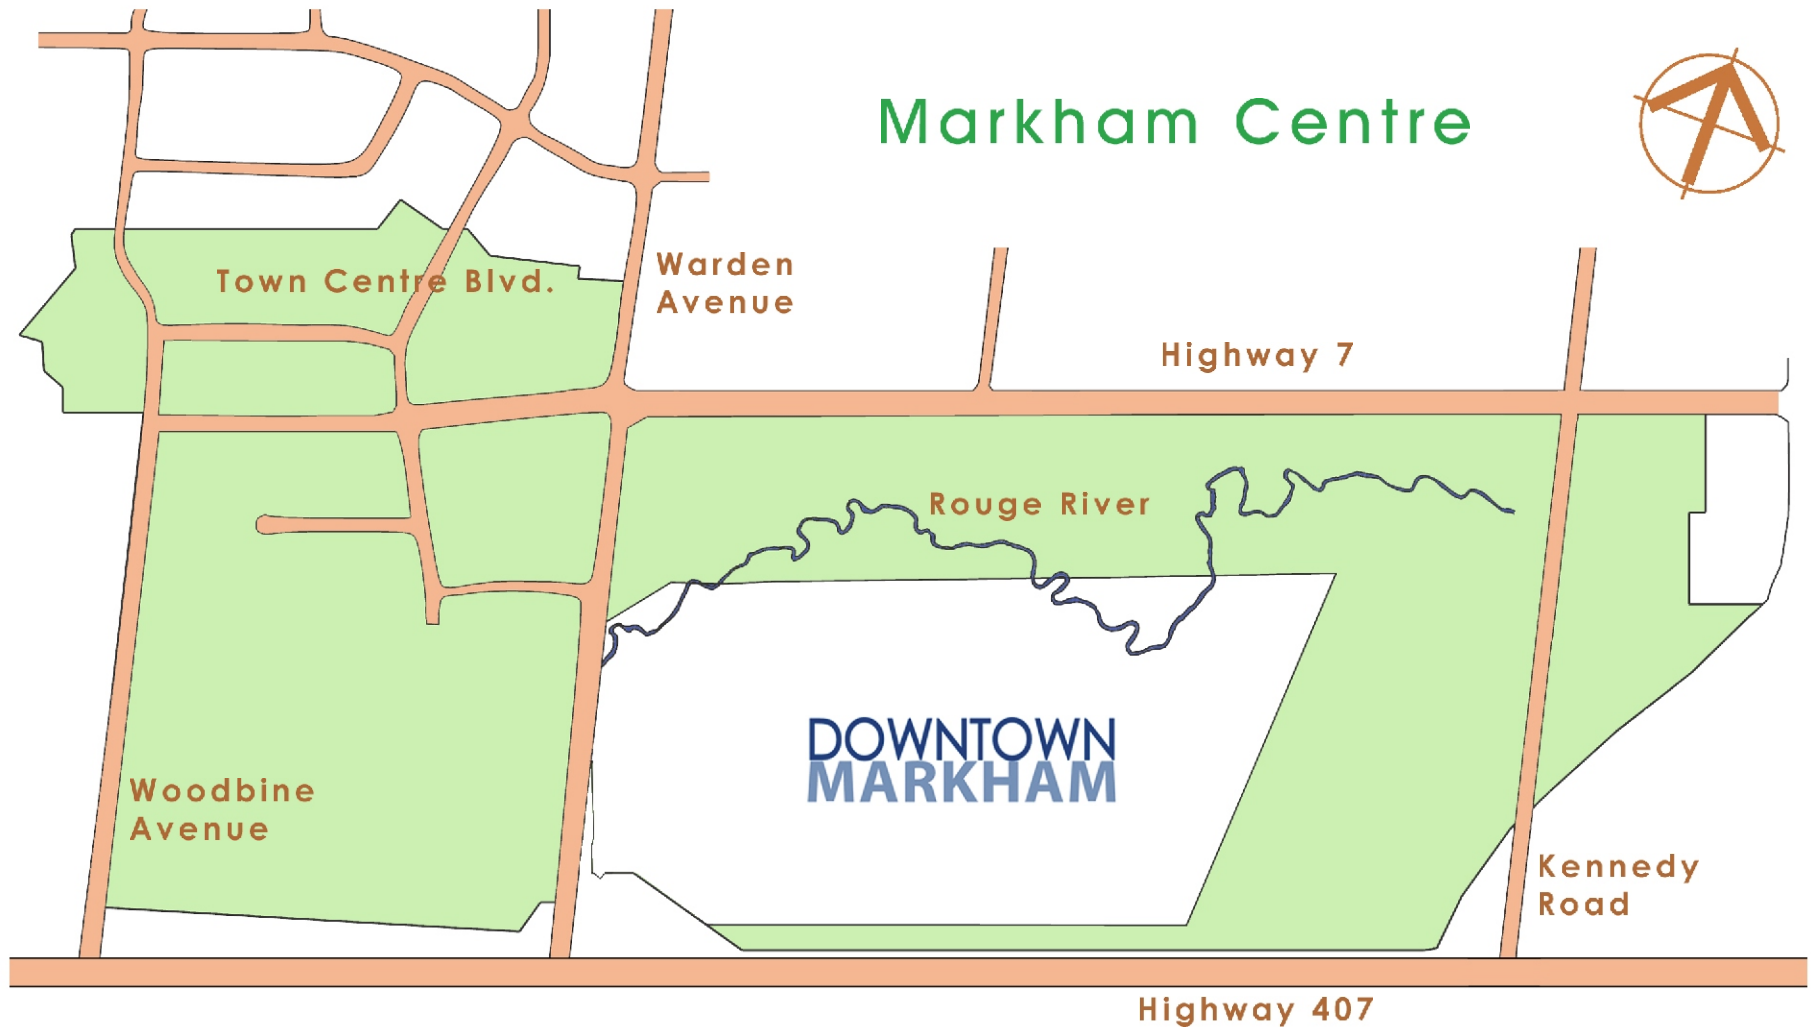 Markham Centre
Town Centre Blvd.
Warden
Avenue
Highway 7
Rouge River
DOWNTOWN
MARKHAM
Woodbine
Avenue
Kennedy
Road
Highway 407